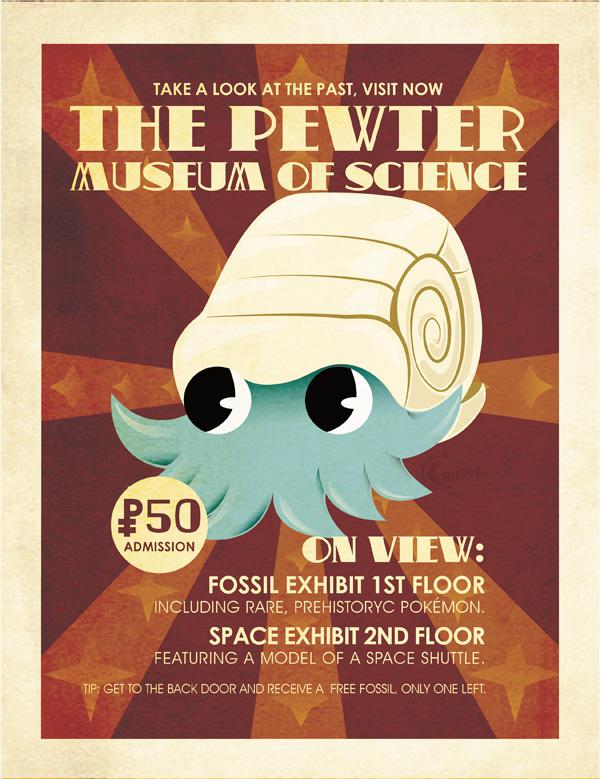 TAKE A LOOK AT THE PAST, VISIT NOW
THE PEWTER
MUSEUM OF SCIENCE
₽50
ADMISSION
ON VIEW:
FOSSIL EXHIBIT 1ST FLOOR
INCLUDING RARE, PREHISTORYC POKÉMON.
SPACE EXHIBIT 2ND FLOOR
FEATURING A MODEL OF A SPACE SHUTTLE.
TIP: GET TO THE BACK DOOR AND RECEIVE A FREE FOSSIL, ONLY ONE LEFT.